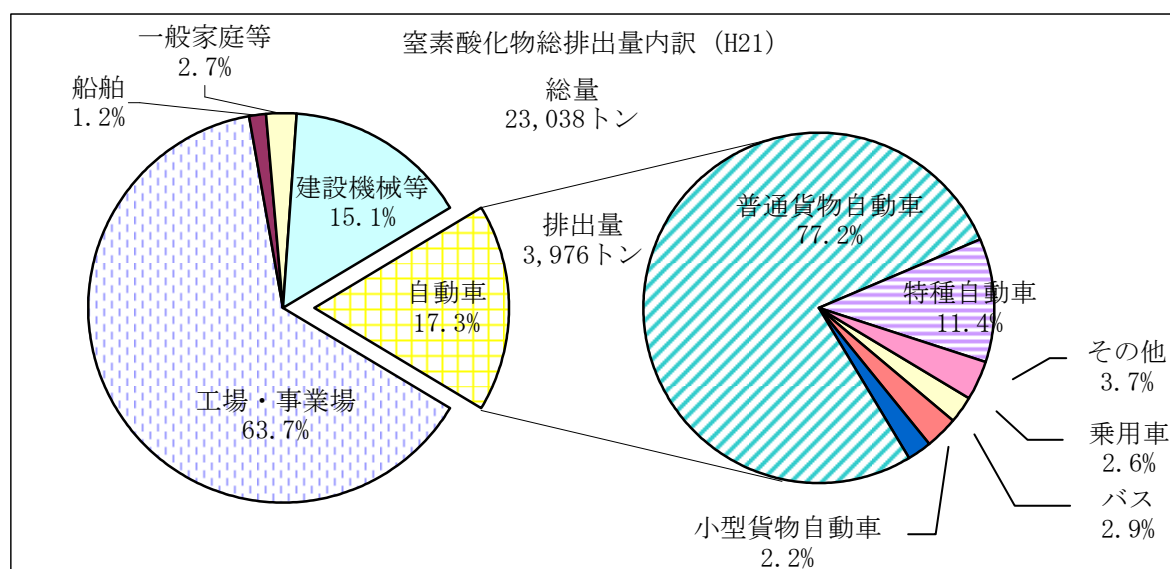 窒素酸化物総排出量内訳 (H21)
総量
23,038トン
一般家庭等
2.7%
船舶
1.2%
建設機械等
15.1%
自動車
17.3%
工場・事業場
63.7%
排出量
3,976トン
普通貨物自動車
77.2%
特種自動車
11.4%
その他
3.7%
乗用車
2.6%
バス
2.9%
小型貨物自動車
2.2%